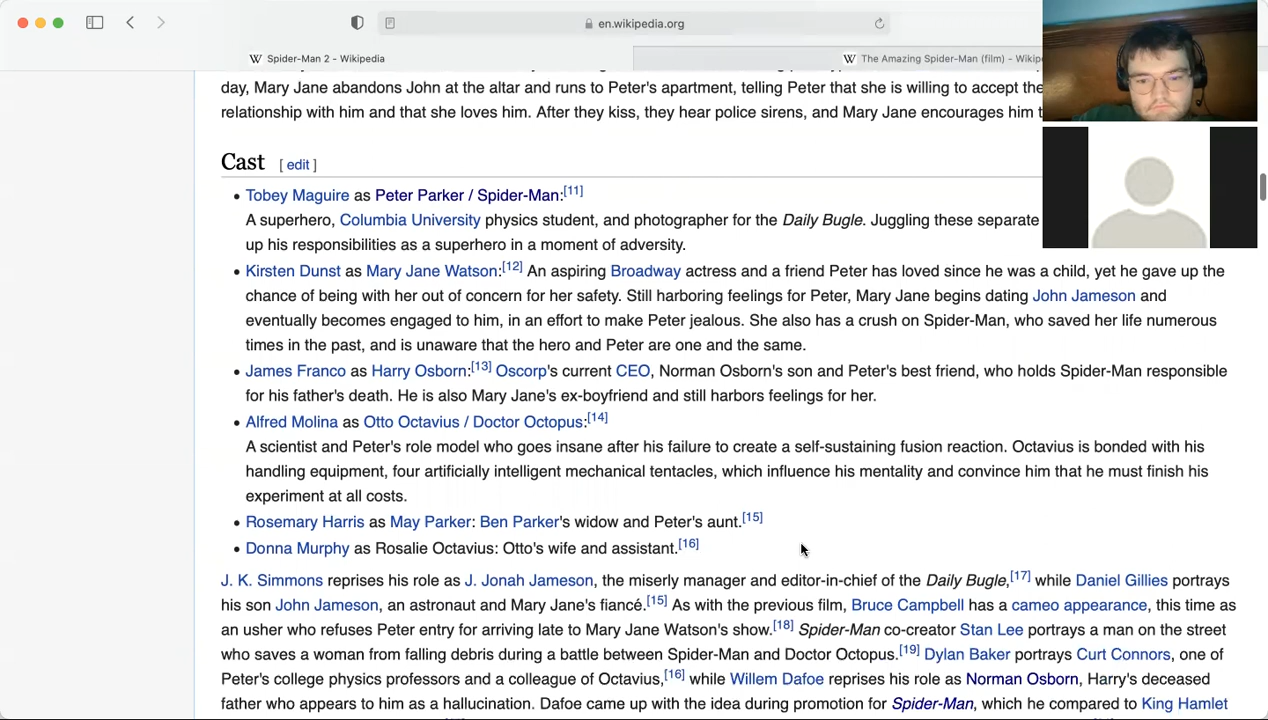 en.wikipedia.org
Spider-Man 2 - Wikipedia
The Amazing Spider-Man (film) - Wikip
day, Mary Jane abandons John at the altar and runs to Peter's apartment, telling Peter that she is willing to accept the
relationship with him and that she loves him. After they kiss, they hear police sirens, and Mary Jane encourages him
Cast [ edit ]
• Tobey Maguire as Peter Parker / Spider-Man:[11]
A superhero, Columbia University physics student, and photographer for the Daily Bugle. Juggling these separate
up his responsibilities as a superhero in a moment of adversity.
• Kirsten Dunst as Mary Jane Watson:[12] An aspiring Broadway actress and a friend Peter has loved since he was a child, yet he gave up the
chance of being with her out of concern for her safety. Still harboring feelings for Peter, Mary Jane begins dating John Jameson and
eventually becomes engaged to him, in an effort to make Peter jealous. She also has a crush on Spider-Man, who saved her life numerous
times in the past, and is unaware that the hero and Peter are one and the same.
• James Franco as Harry Osborn:[13] Oscorp's current CEO, Norman Osborn's son and Peter's best friend, who holds Spider-Man responsible
for his father's death. He is also Mary Jane's ex-boyfriend and still harbors feelings for her.
• Alfred Molina as Otto Octavius / Doctor Octopus:[14]
A scientist and Peter's role model who goes insane after his failure to create a self-sustaining fusion reaction. Octavius is bonded with his
handling equipment, four artificially intelligent mechanical tentacles, which influence his mentality and convince him that he must finish his
experiment at all costs.
• Rosemary Harris as May Parker: Ben Parker's widow and Peter's aunt.[15]
• Donna Murphy as Rosalie Octavius: Otto's wife and assistant.[16]
J. K. Simmons reprises his role as J. Jonah Jameson, the miserly manager and editor-in-chief of the Daily Bugle,[17] while Daniel Gillies portrays
his son John Jameson, an astronaut and Mary Jane's fiancé.[15] As with the previous film, Bruce Campbell has a cameo appearance, this time as
an usher who refuses Peter entry for arriving late to Mary Jane Watson's show.[18] Spider-Man co-creator Stan Lee portrays a man on the street
who saves a woman from falling debris during a battle between Spider-Man and Doctor Octopus.[19] Dylan Baker portrays Curt Connors, one of
Peter's college physics professors and a colleague of Octavius,[16] while Willem Dafoe reprises his role as Norman Osborn, Harry's deceased
father who appears to him as a hallucination. Dafoe came up with the idea during promotion for Spider-Man, which he compared to King Hamlet